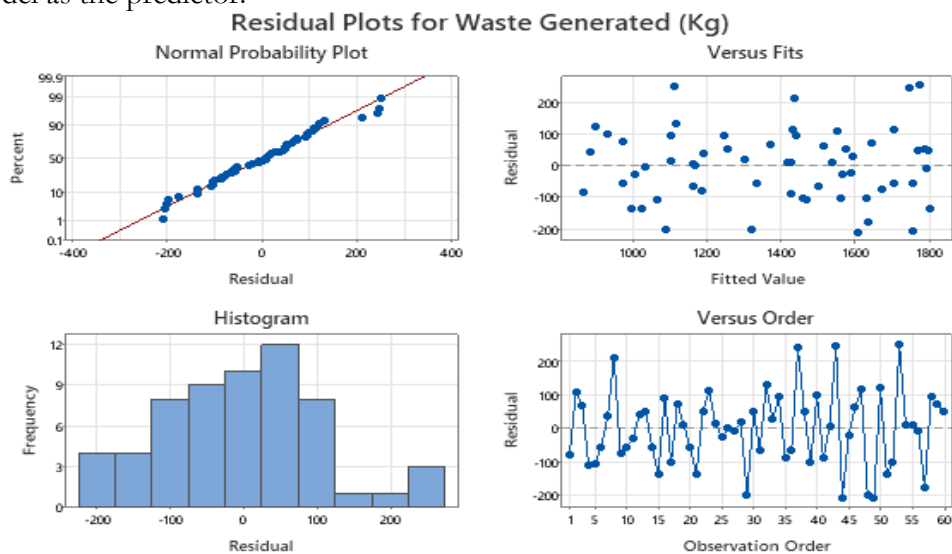 del as the predictor.
Residual Plots for Waste Generated (Kg)
Normal Probability Plot
99.9
99
90
50
10
1
0.1
Percent
-400 -200 0 200 400
Residual
Versus Fits
200
100
0
-100
-200
Residual
1000 1200 1400 1600 1800
Fitted Value
Histogram
12
9
6
3
0
Frequency
-200 -100 0 100 200
Residual
Versus Order
200
100
0
-100
-200
Residual
1 5 10 15 20 25 30 35 40 45 50 55 60
Observation Order